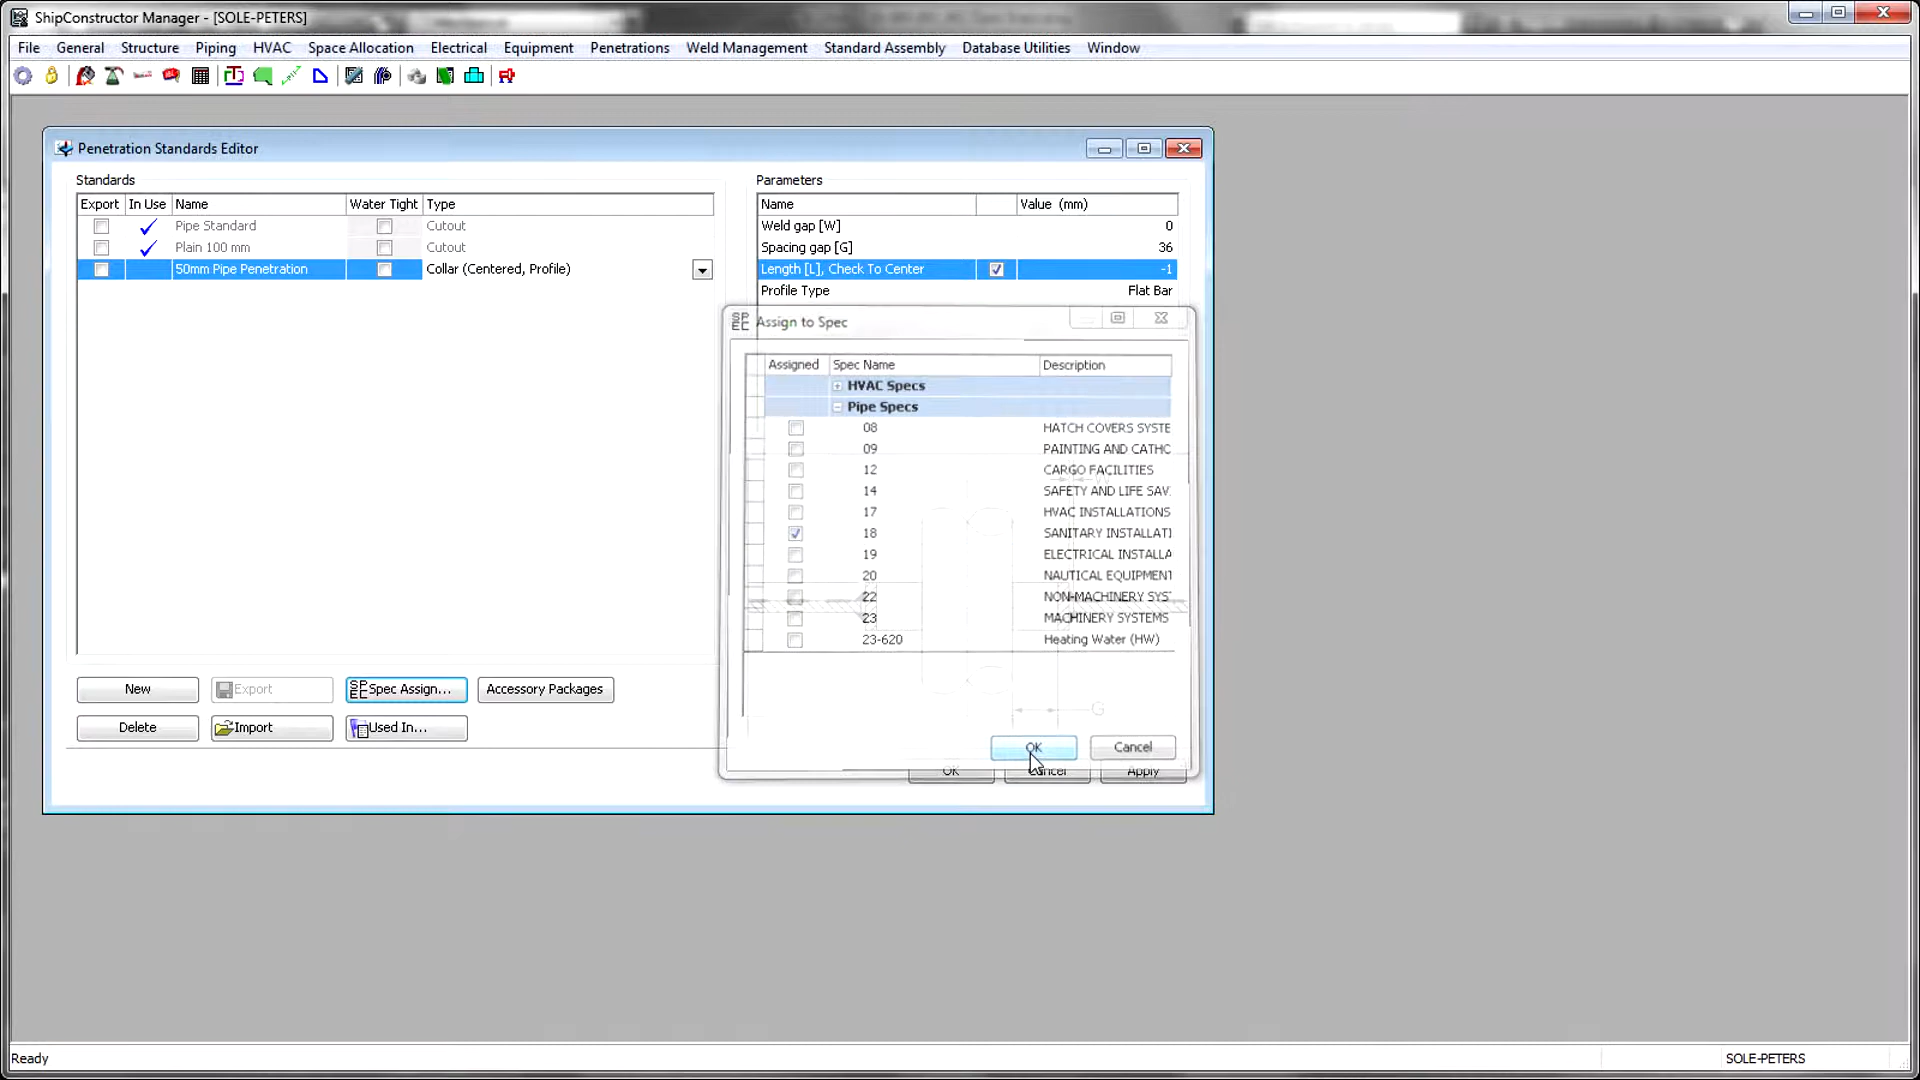 ShipConstructor Manager - [SOLE-PETERS]
File General Structure Piping HVAC Space Allocation Electrical Equipment Penetrations Weld Management Standard Assembly Database Utilities Window
Penetration Standards Editor
Standards
Export In Use Name Water Tight Type
Pipe Standard Cutout
Plain 100 mm Cutout
50mm Pipe Penetration Collar (Centered, Profile)
Parameters
Name Value (mm)
Weld gap [W] 0
Spacing gap [G] 36
Length [L], Check To Center -1
Profile Type Flat Bar
SPEC Assign to Spec
Assigned Spec Name Description
HVAC Specs
Pipe Specs
08 HATCH COVERS SYSTE
09 PAINTING AND CATHO
12 CARGO FACILITIES
14 SAFETY AND LIFE SAV
17 HVAC INSTALLATIONS
18 SANITARY INSTALLATI
19 ELECTRICAL INSTALLA
20 NAUTICAL EQUIPMENT
22 NON-MACHINERY SYS
23 MACHINERY SYSTEMS
23-620 Heating Water (HW)
G
OK Cancel
New Export SPEC Spec Assign... Accessory Packages
Delete Import Used In...
OK Cancel Apply
Ready SOLE-PETERS